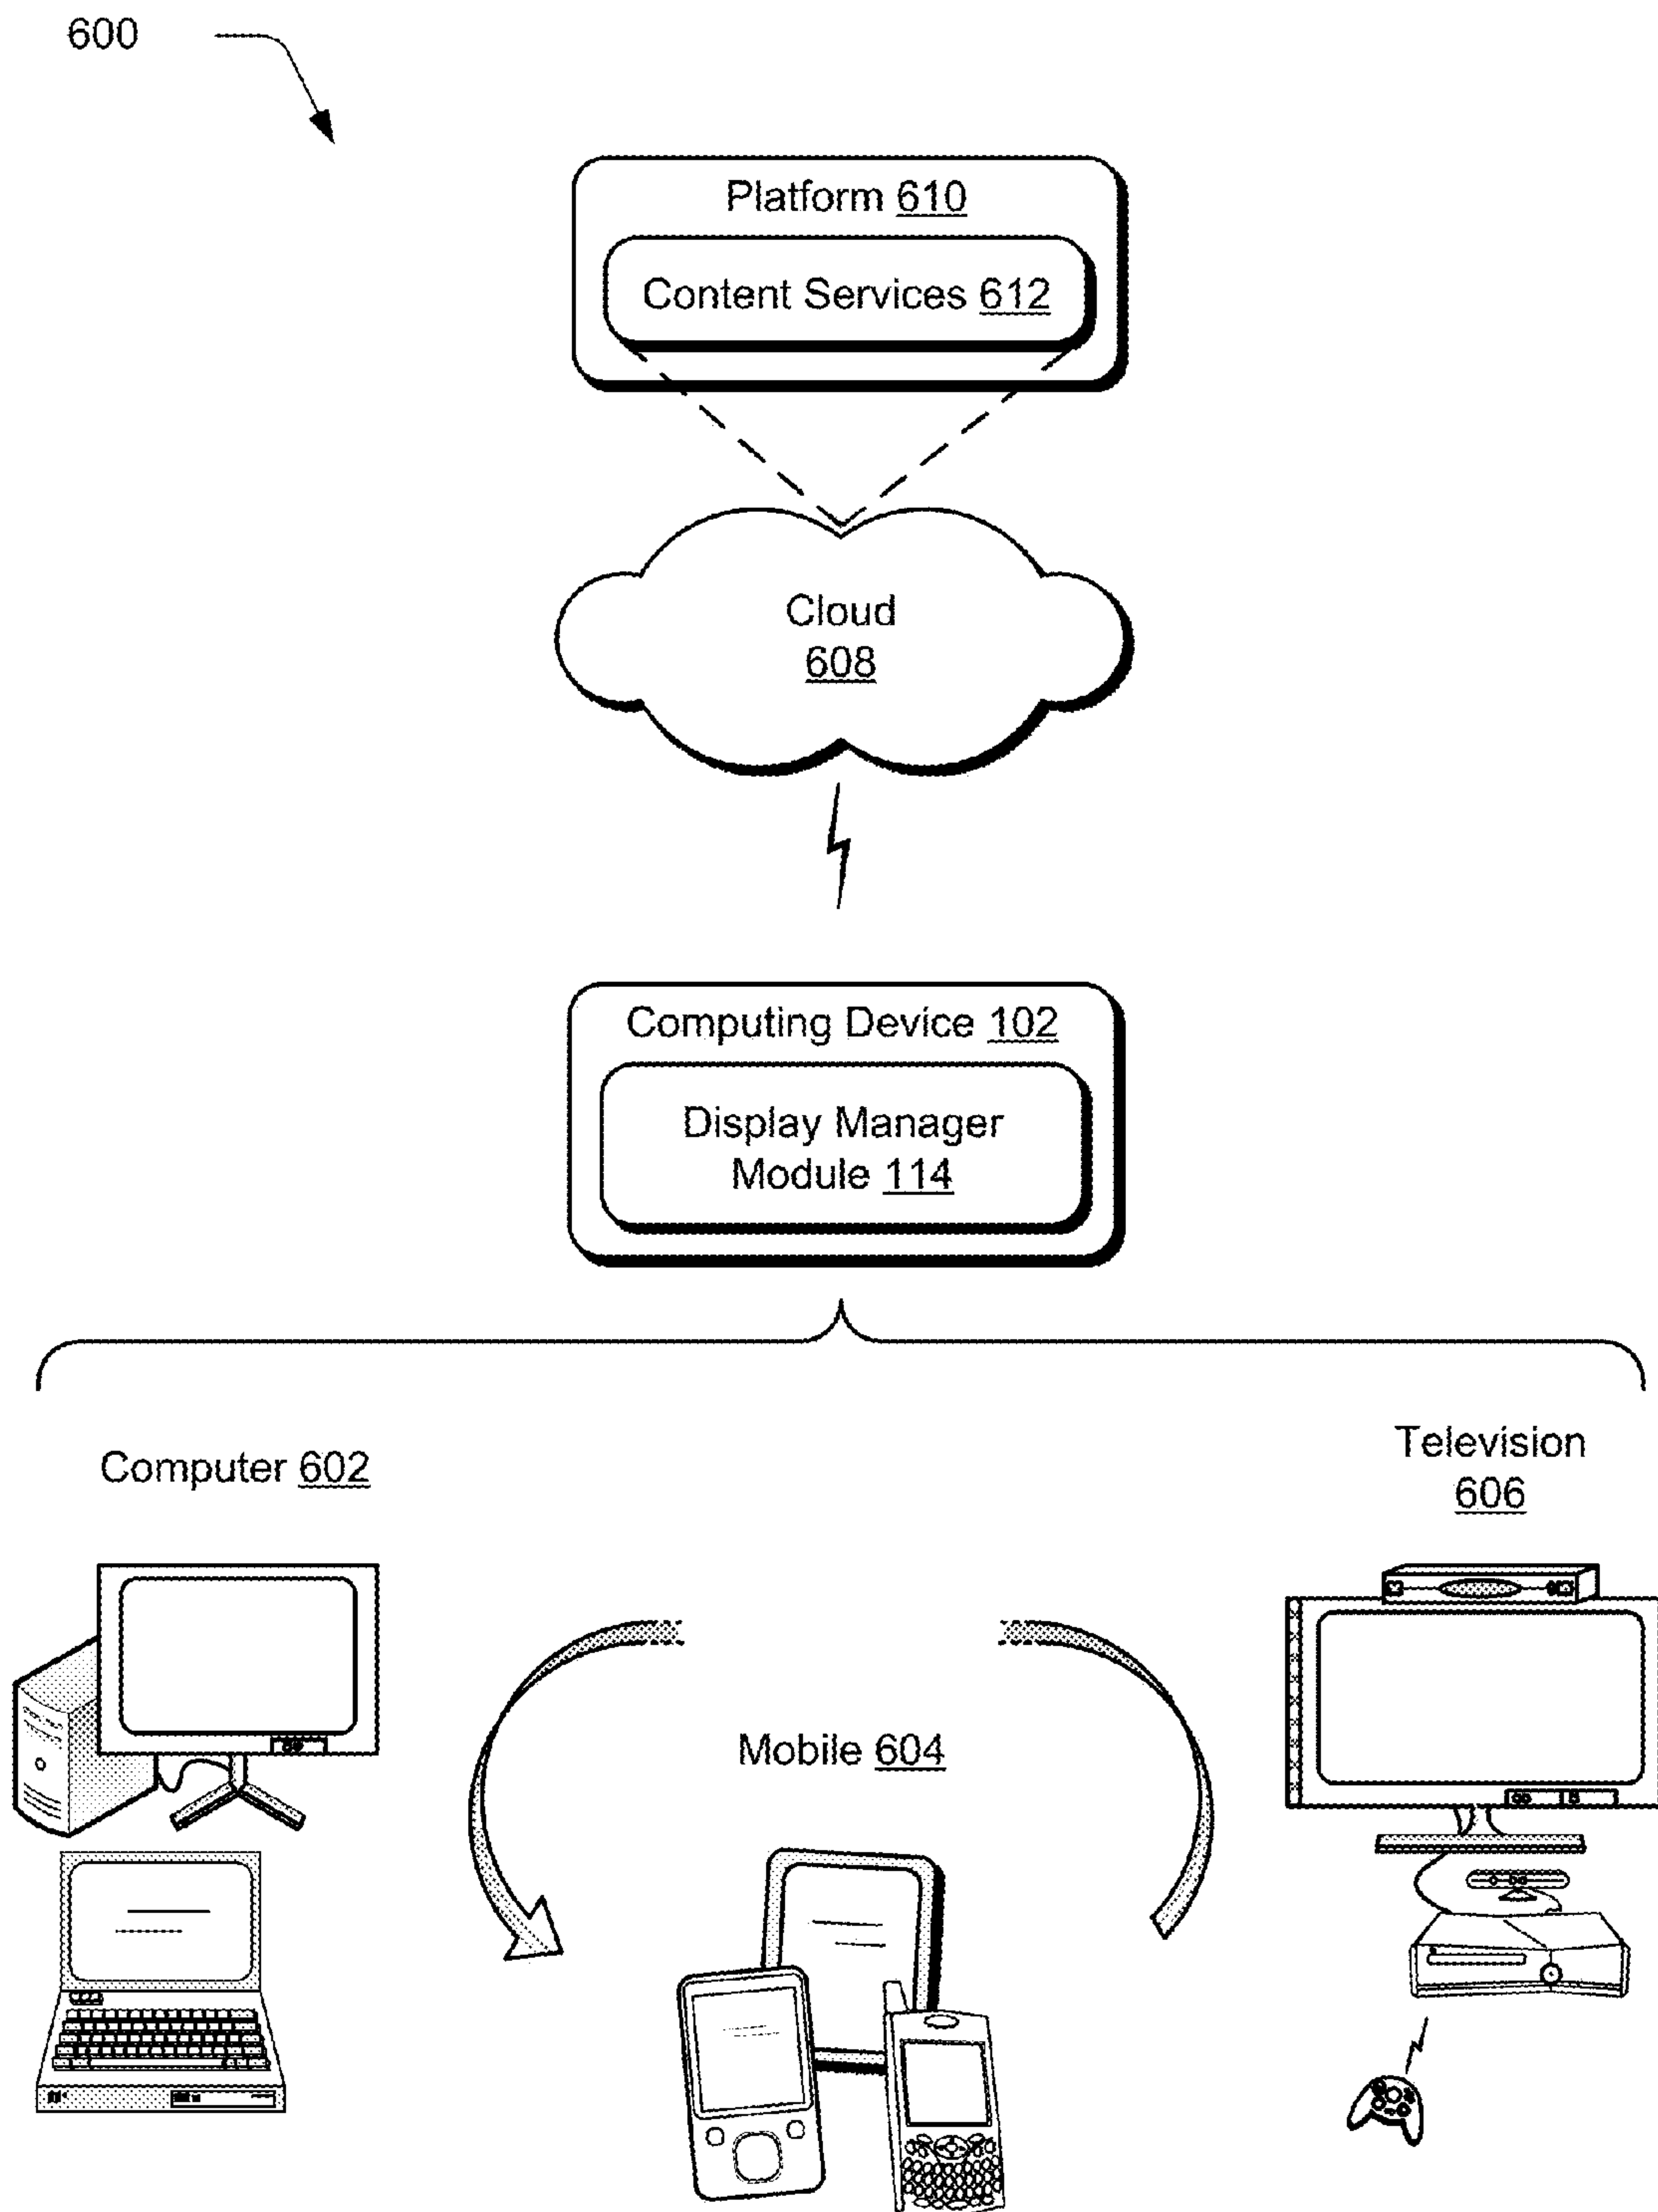 600
Platform 610
Content Services 612
Cloud
608
Computing Device 102
Display Manager
Module 114
Computer 602
Television
606
Mobile 604